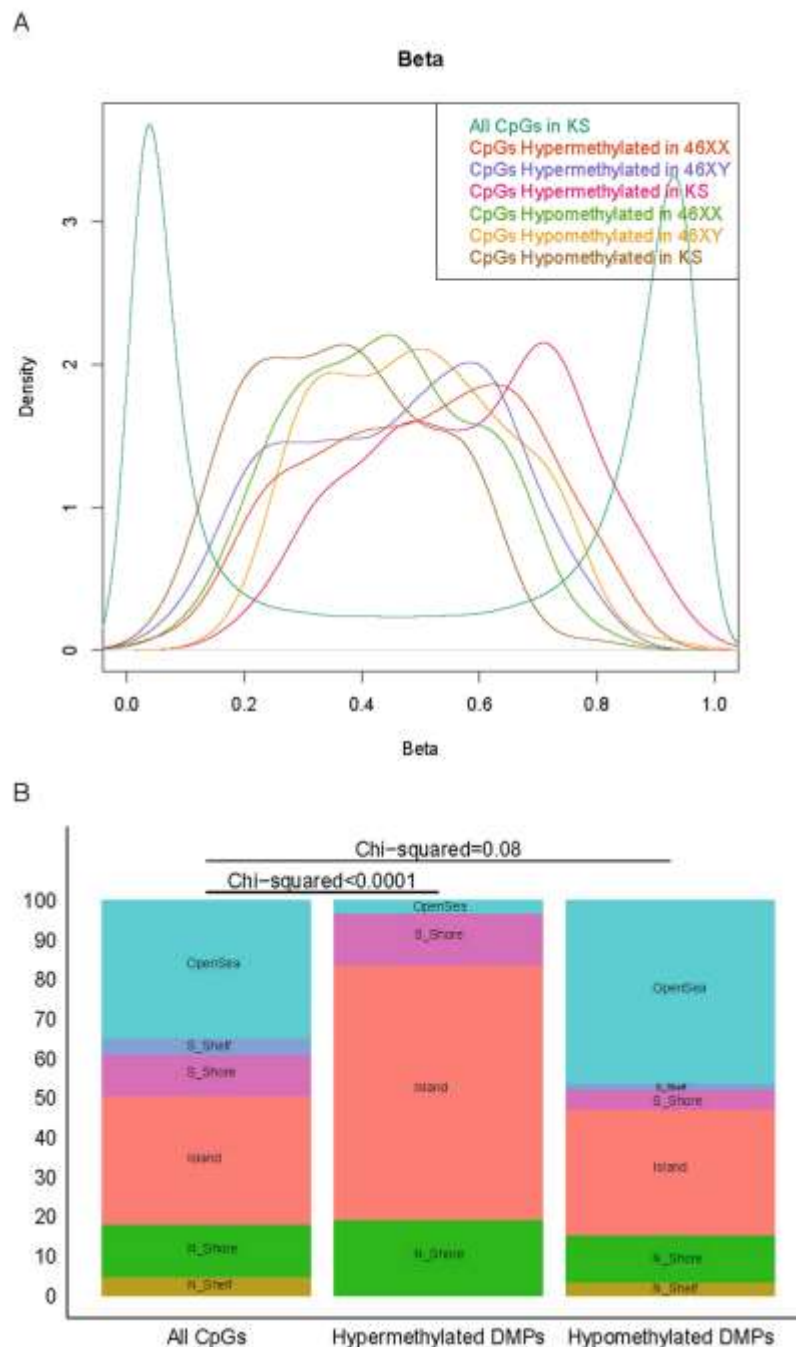 A
Beta
All CpGs in KS
CpGs Hypermethylated in 46XX
CpGs Hypermethylated in 46XY
CpGs Hypermethylated in KS
CpGs Hypomethylated in 46XX
CpGs Hypomethylated in 46XY
CpGs Hypomethylated in KS
Density
3
2
1
0
0.0 0.2 0.4 0.6 0.8 1.0
Beta
B
Chi-squared=0.08
Chi-squared<0.0001
100
90
80
70
60
50
40
30
20
10
0
OpenSea
S_Shelf
S_Shore
Island
N_Shore
N_Shelf
OpenSea
S_Shore
Island
N_Shore
OpenSea
S_Shelf
S_Shore
Island
N_Shore
N_Shelf
All CpGs Hypermethylated DMPs Hypomethylated DMPs